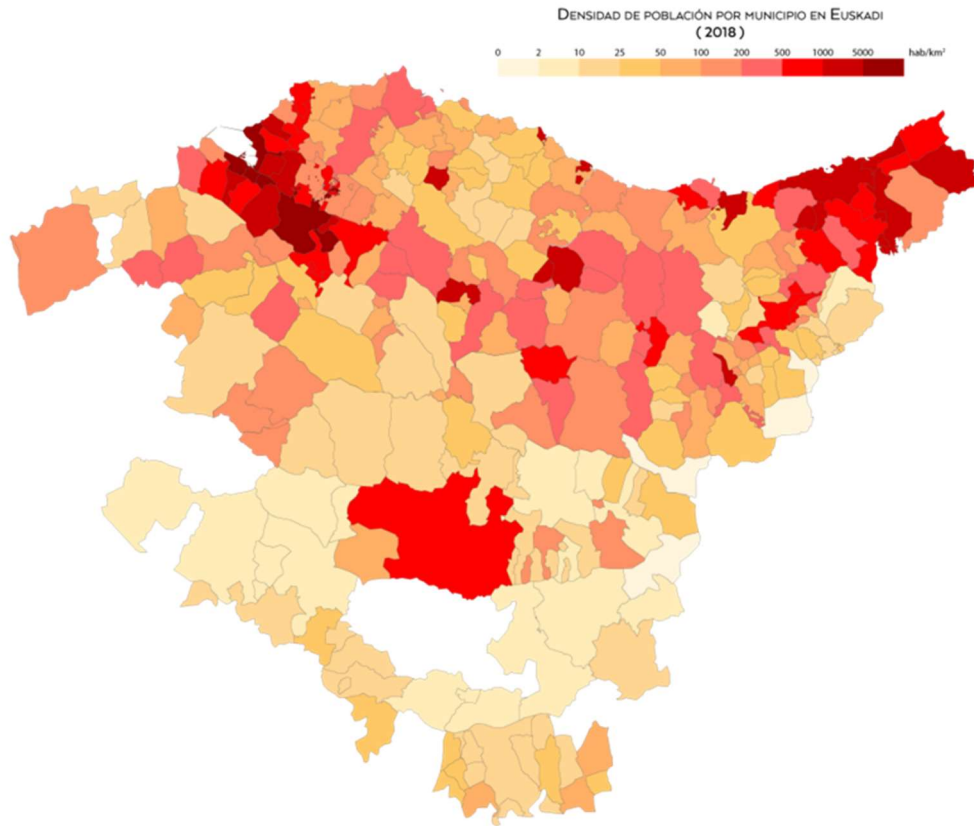 DENSIDAD DE POBLACIÓN POR MUNICIPIO EN EUSKADI
( 2018 )
0 2 10 25 50 100 200 500 1000 5000 hab/km²